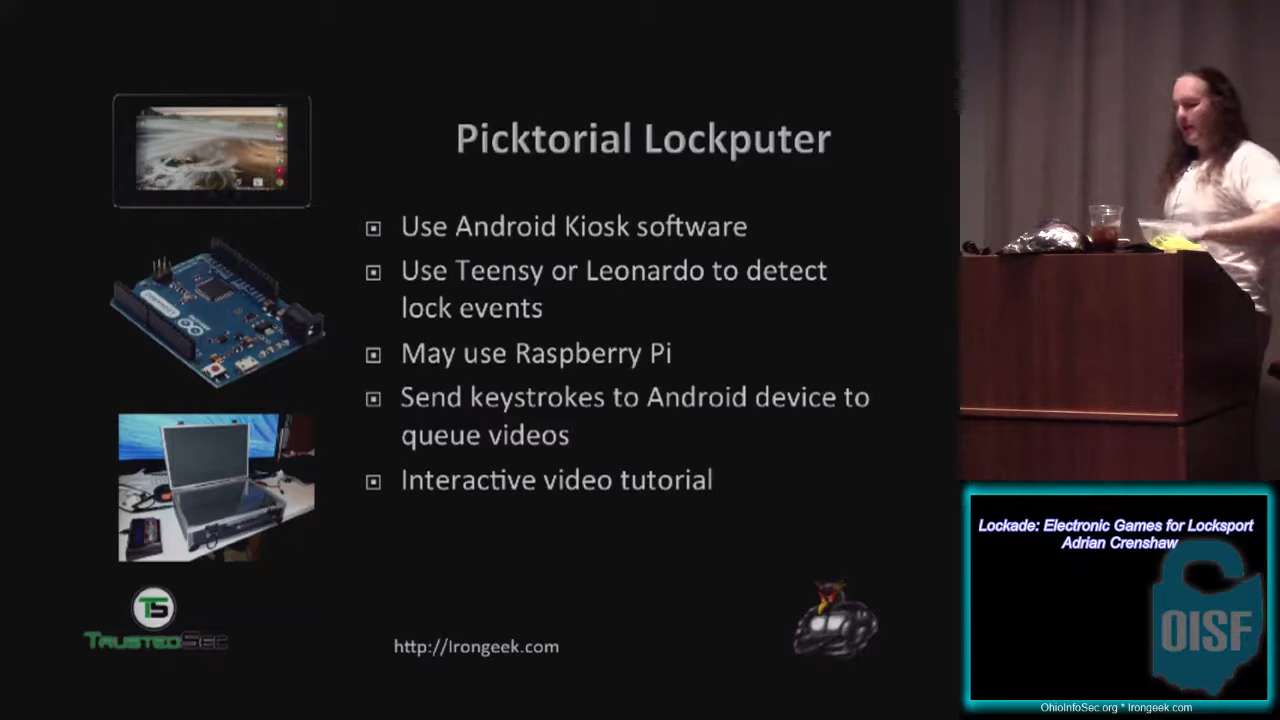 Picktorial Lockputer
Use Android Kiosk software
Use Teensy or Leonardo to detect
lock events
May use Raspberry Pi
Send keystrokes to Android device to
queue videos
Interactive video tutorial
TS
TRUSTEDSEC
http://Irongeek.com
Lockade: Electronic Games for Locksport
Adrian Crenshaw
OISF
OhioInfoSec.org * Irongeek.com